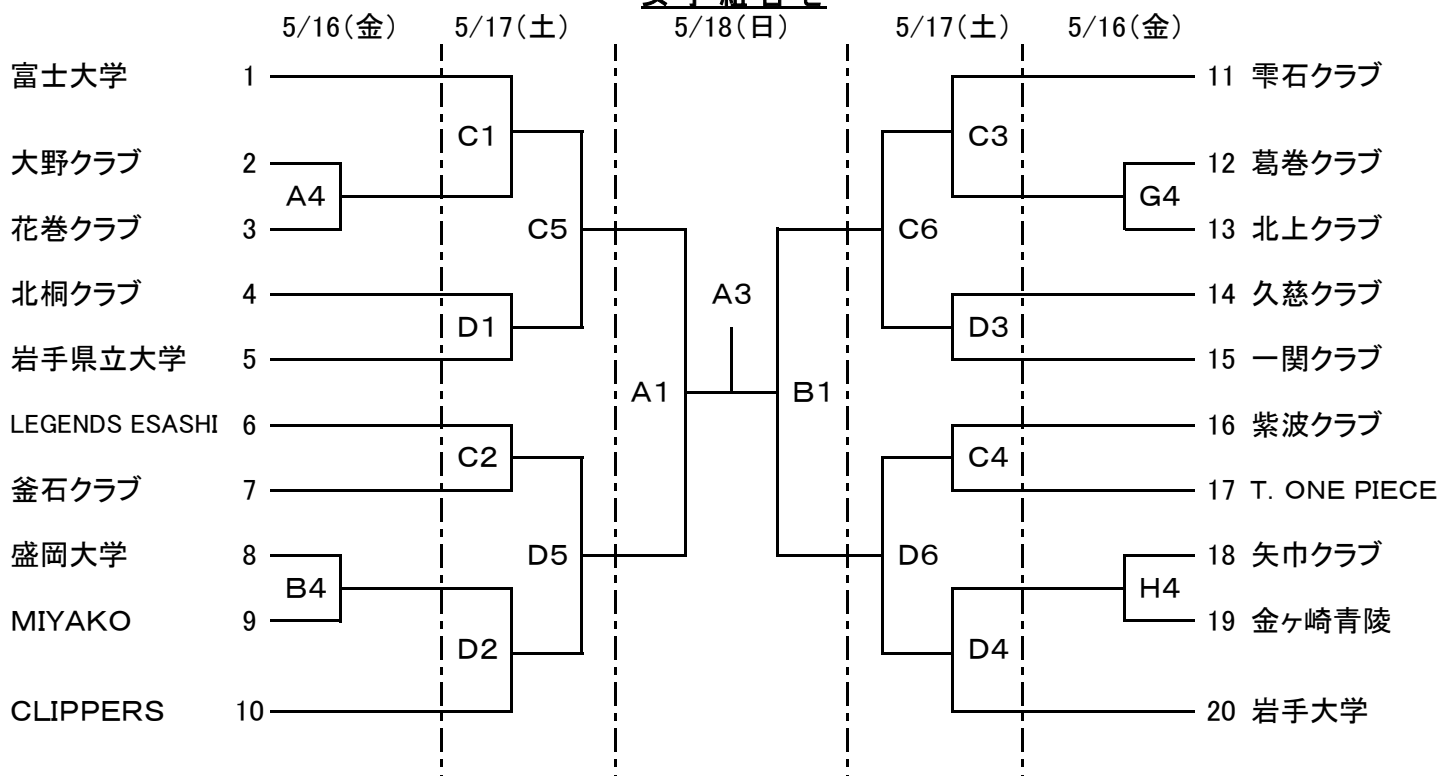 5/16(金) 5/17(土) 5/18(日) 5/17(土) 5/16(金)
富士大学 1
大野クラブ 2
花巻クラブ 3
北桐クラブ 4
岩手県立大学 5
LEGENDS ESASHI 6
釜石クラブ 7
盛岡大学 8
MIYAKO 9
CLIPPERS 10
A4
B4
C1
D1
C2
D2
C5
D5
A1
A3
B1
C6
D6
C3
D3
C4
D4
G4
H4
11 雫石クラブ
12 葛巻クラブ
13 北上クラブ
14 久慈クラブ
15 一関クラブ
16 紫波クラブ
17 T. ONE PIECE
18 矢巾クラブ
19 金ヶ崎青陵
20 岩手大学